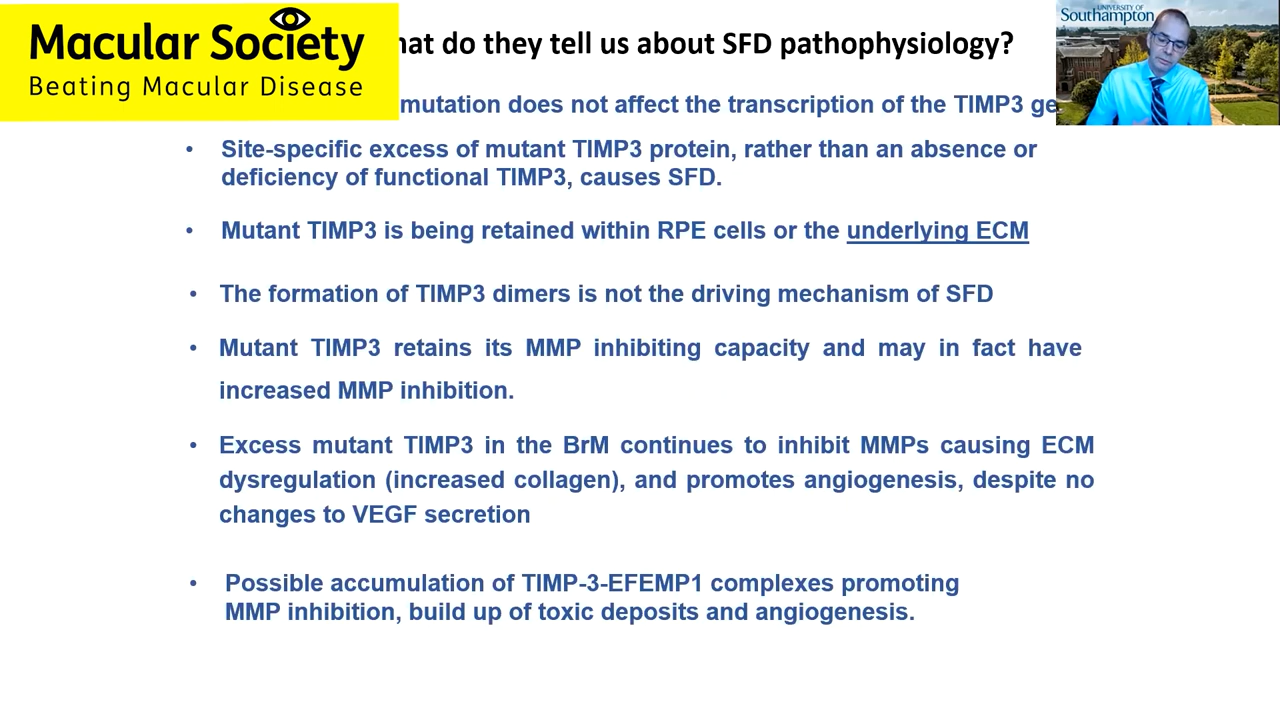 Macular Society
Beating Macular Disease
hat do they tell us about SFD pathophysiology?
UNIVERSITY OF
Southampton
mutation does not affect the transcription of the TIMP3 ge
• Site-specific excess of mutant TIMP3 protein, rather than an absence or
deficiency of functional TIMP3, causes SFD.
• Mutant TIMP3 is being retained within RPE cells or the underlying ECM
• The formation of TIMP3 dimers is not the driving mechanism of SFD
• Mutant TIMP3 retains its MMP inhibiting capacity and may in fact have
increased MMP inhibition.
• Excess mutant TIMP3 in the BrM continues to inhibit MMPs causing ECM
dysregulation (increased collagen), and promotes angiogenesis, despite no
changes to VEGF secretion
• Possible accumulation of TIMP-3-EFEMP1 complexes promoting
MMP inhibition, build up of toxic deposits and angiogenesis.